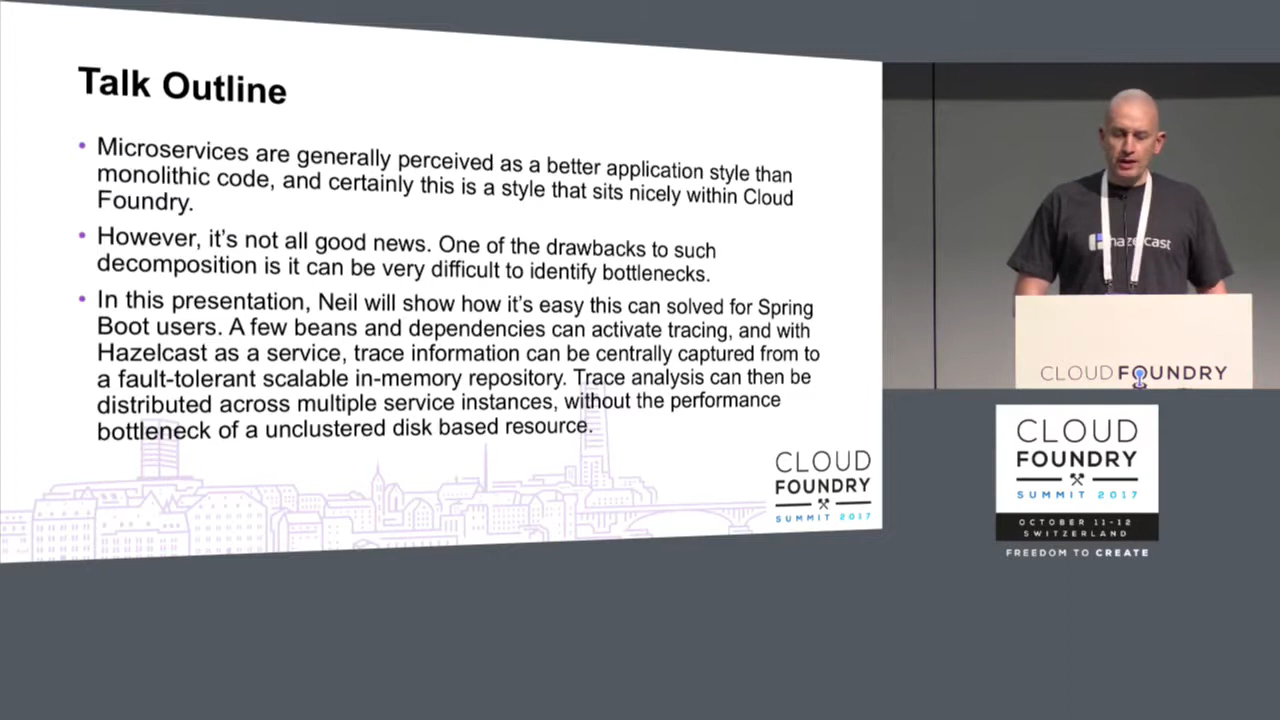 Talk Outline
• Microservices are generally perceived as a better application style than
monolithic code, and certainly this is a style that sits nicely within Cloud
Foundry.
• However, it's not all good news. One of the drawbacks to such
decomposition is it can be very difficult to identify bottlenecks.
• In this presentation, Neil will show how it's easy this can solved for Spring
Boot users. A few beans and dependencies can activate tracing, and with
Hazelcast as a service, trace information can be centrally captured from to
a fault-tolerant scalable in-memory repository. Trace analysis can then be
distributed across multiple service instances, without the performance
bottleneck of a unclustered disk based resource.
CLOUD
FOUNDRY
SUMMIT 2017
hazelcast
CLOUD FOUNDRY
CLOUD
FOUNDRY
SUMMIT 2017
OCTOBER 11-12
SWITZERLAND
FREEDOM TO CREATE